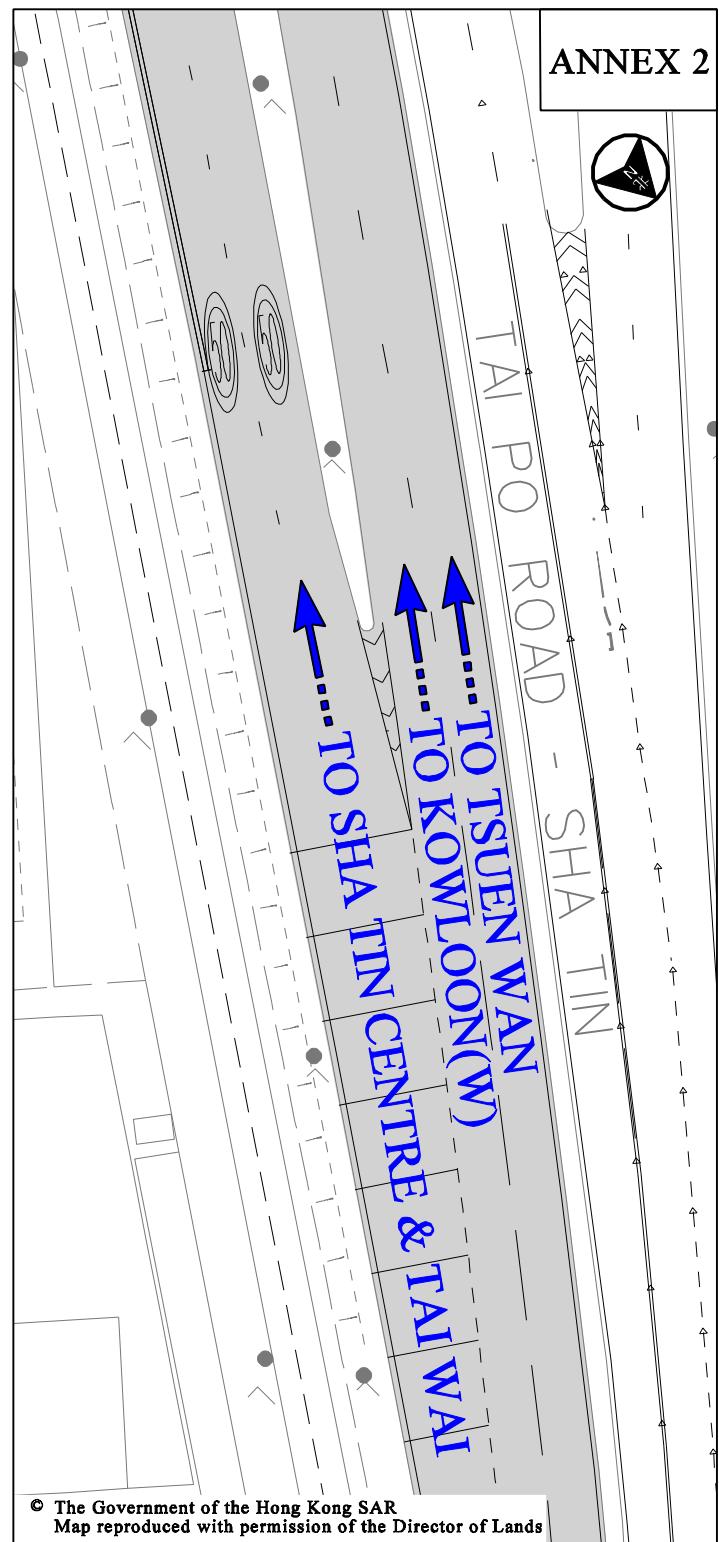 ANNEX 2
N
北
50
50
TAI PO ROAD - SHA TIN
TO TSUEN WAN
TO KOWLOON(W)
TO SHA TIN CENTRE & TAI WAI
© The Government of the Hong Kong SAR
Map reproduced with permission of the Director of Lands